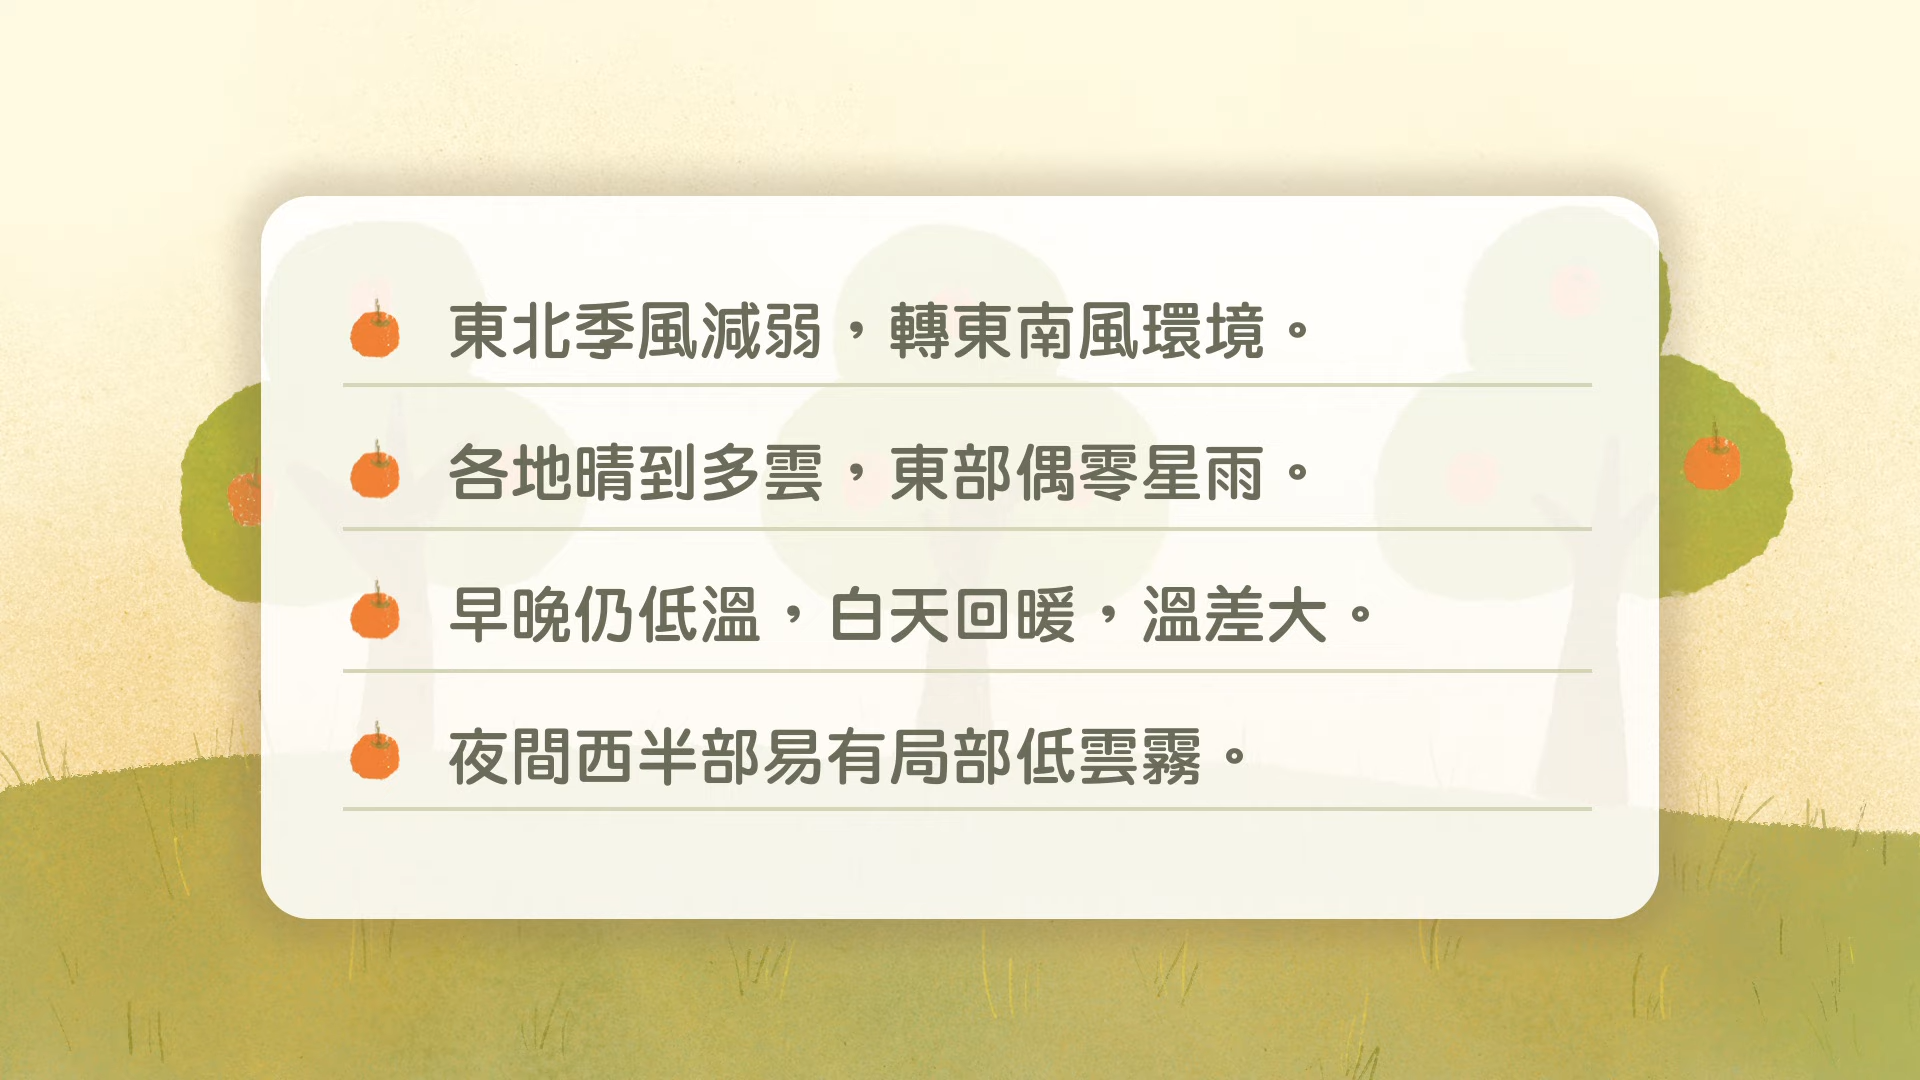 東北季風減弱，轉東南風環境。
各地晴到多雲，東部偶零星雨。
早晚仍低溫，白天回暖，溫差大。
夜間西半部易有局部低雲霧。